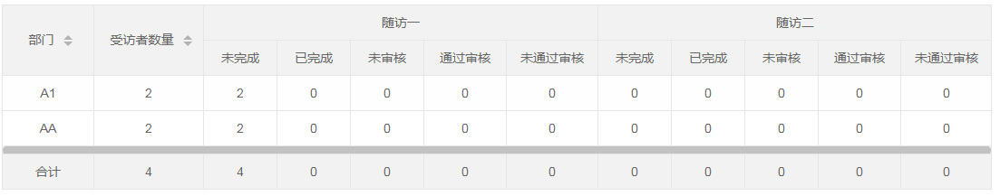 部门 受访者数量 随访一 随访二
未完成 已完成 未审核 通过审核 未通过审核 未完成 已完成 未审核 通过审核 未通过审核
A1 2 2 0 0 0 0 0 0 0 0 0
AA 2 2 0 0 0 0 0 0 0 0 0
合计 4 4 0 0 0 0 0 0 0 0 0